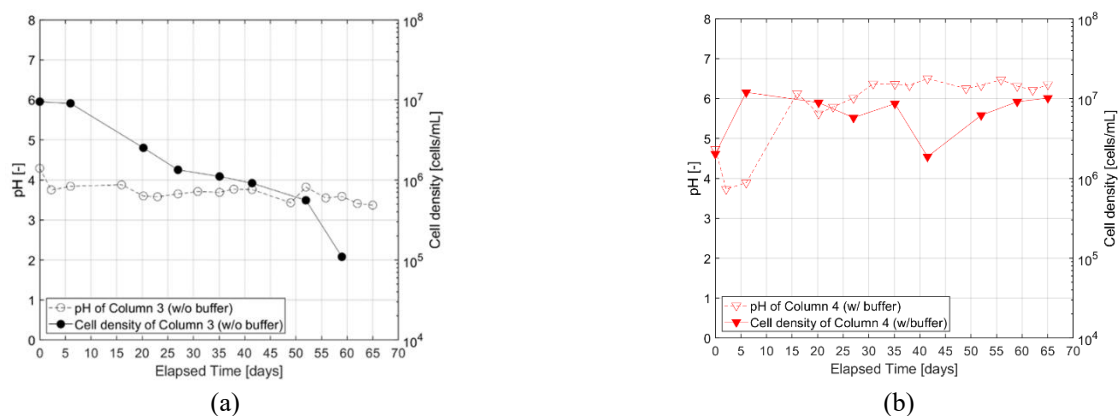 8
7
6
5
4
3
2
1
0
pH [-]
10^8
10^7
10^6
10^5
10^4
Cell density [cells/mL]
pH of Column 3 (w/o buffer)
Cell density of Column 3 (w/o buffer)
0 5 10 15 20 25 30 35 40 45 50 55 60 65 70
Elapsed Time [days]
(a)
8
7
6
5
4
3
2
1
0
pH [-]
10^8
10^7
10^6
10^5
10^4
Cell density [cells/mL]
pH of Column 4 (w/ buffer)
Cell density of Column 4 (w/buffer)
0 5 10 15 20 25 30 35 40 45 50 55 60 65 70
Elapsed Time [days]
(b)